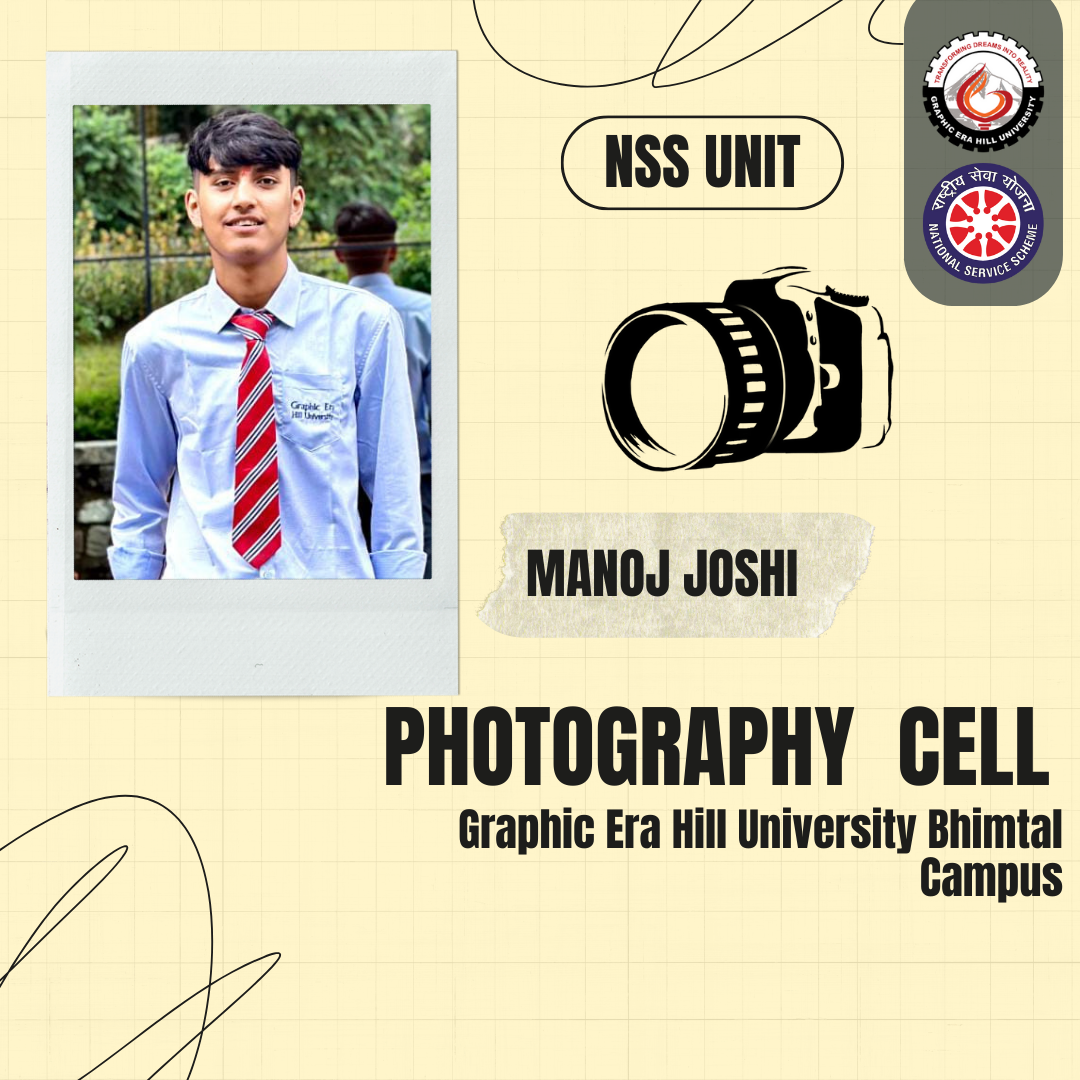 TRANSFORMING DREAMS INTO REALITY
GRAPHIC ERA HILL UNIVERSITY
NSS UNIT
राष्ट्रीय सेवा योजना
NATIONAL SERVICE SCHEME
Graphic Era
Hill University
MANOJ JOSHI
PHOTOGRAPHY CELL
Graphic Era Hill University Bhimtal
Campus